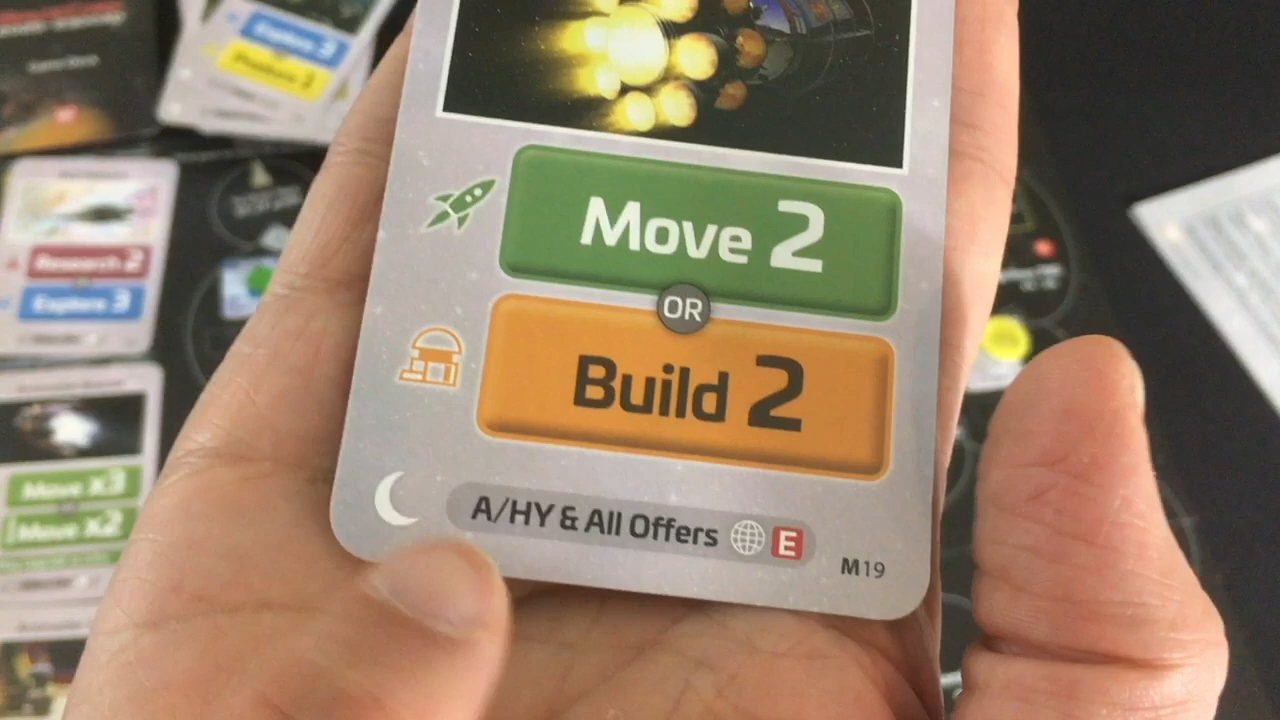 Explore 3
Produce 2
Research 2
Explore 3
Move X3
Move X2
Move 2
OR
Build 2
A/HY & All Offers E
M19